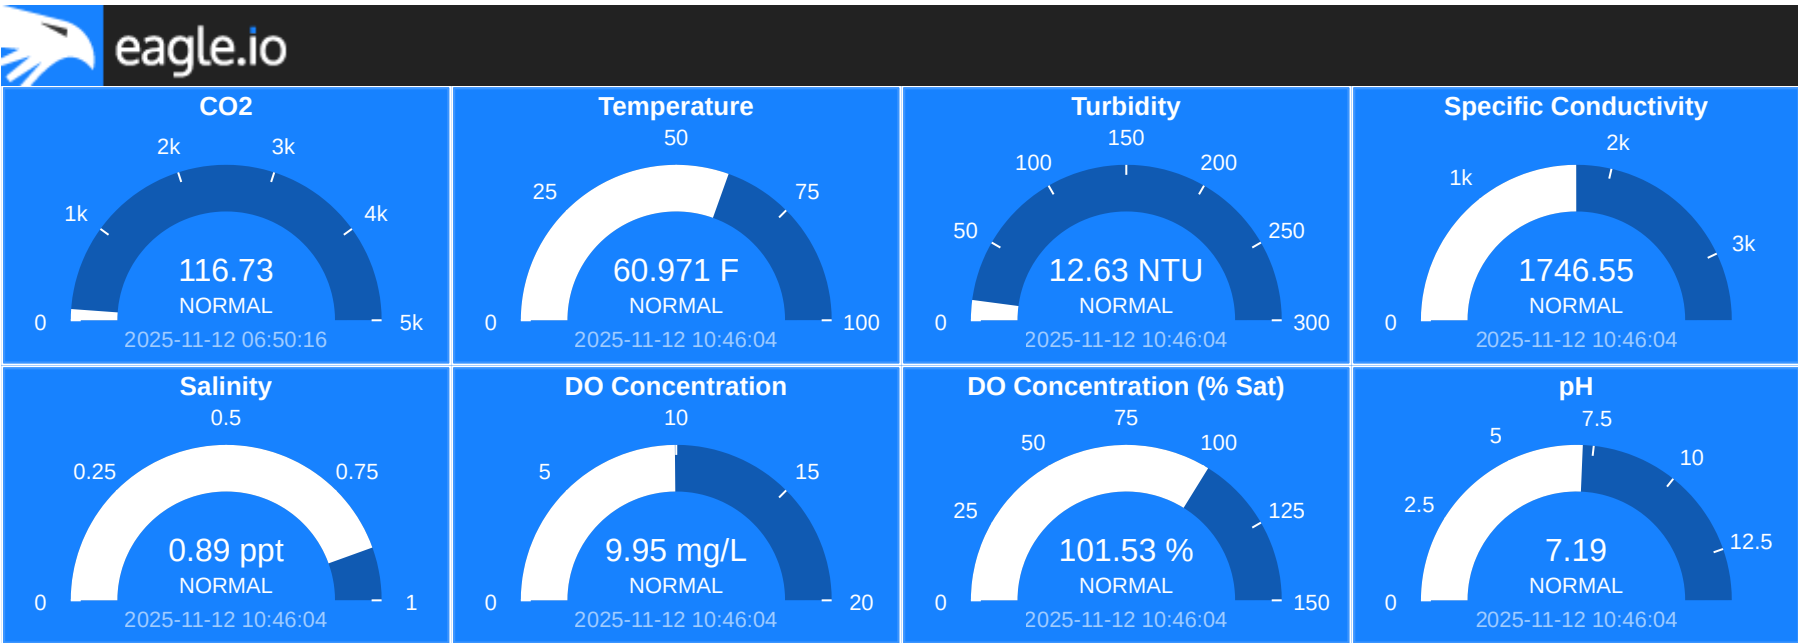 eagle.io
CO2
2k 3k
1k 4k
0 5k
116.73
NORMAL
2025-11-12 06:50:16
Temperature
50
25 75
0 100
60.971 F
NORMAL
2025-11-12 10:46:04
Turbidity
150
100 200
50 250
0 300
12.63 NTU
NORMAL
2025-11-12 10:46:04
Specific Conductivity
2k
1k
3k
0
1746.55
NORMAL
2025-11-12 10:46:04
Salinity
0.5
0.25 0.75
0 1
0.89 ppt
NORMAL
2025-11-12 10:46:04
DO Concentration
10
5 15
0 20
9.95 mg/L
NORMAL
2025-11-12 10:46:04
DO Concentration (% Sat)
75
50 100
25 125
0 150
101.53 %
NORMAL
2025-11-12 10:46:04
pH
7.5
5
10
2.5
12.5
0
7.19
NORMAL
2025-11-12 10:46:04